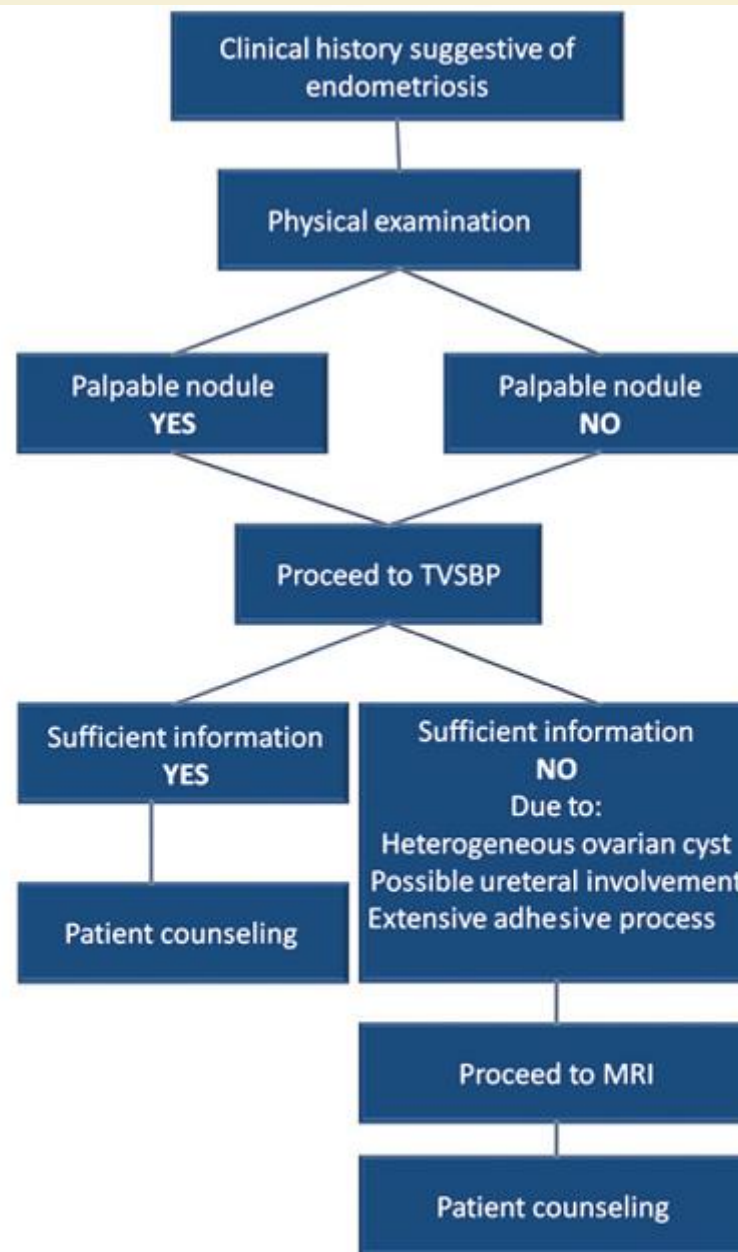 Clinical history suggestive of
endometriosis
Physical examination
Palpable nodule
YES
Palpable nodule
NO
Proceed to TVSBP
Sufficient information
YES
Sufficient information
NO
Due to:
Heterogeneous ovarian cyst
Possible ureteral involvement
Extensive adhesive process
Patient counseling
Proceed to MRI
Patient counseling